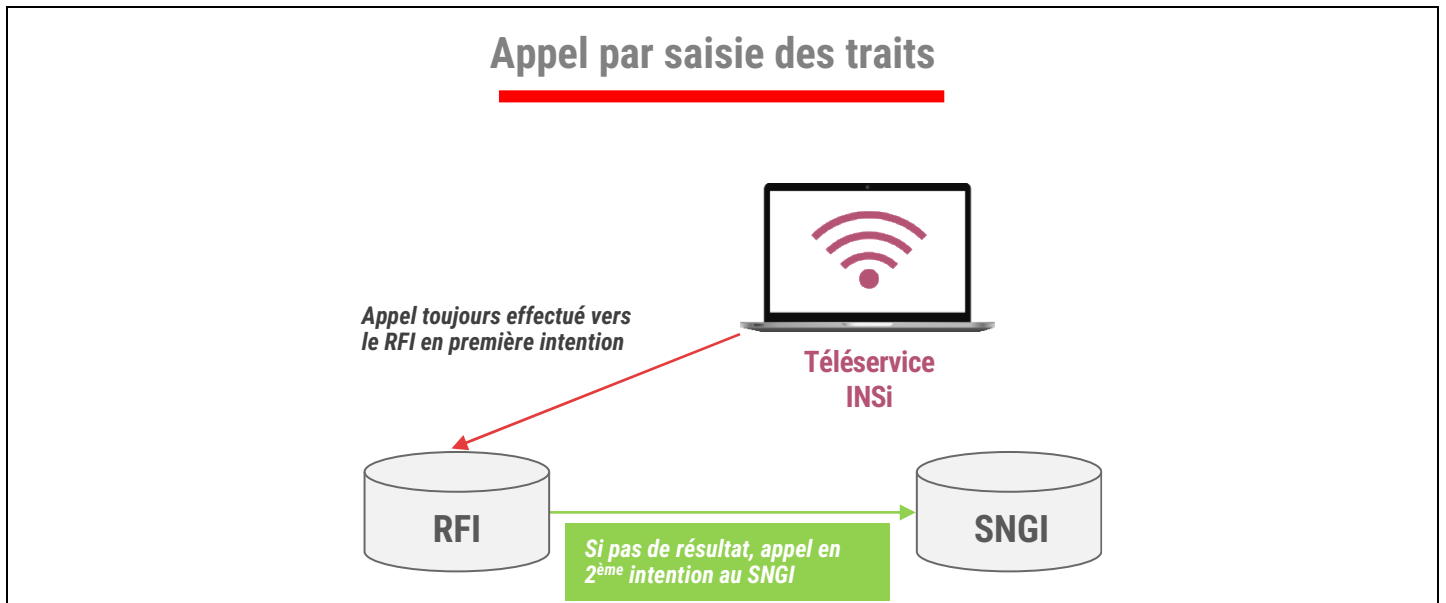 Appel par saisie des traits
Appel toujours effectué vers
le RFI en première intention
Téléservice
INSi
RFI
SNGI
Si pas de résultat, appel en
2ème intention au SNGI